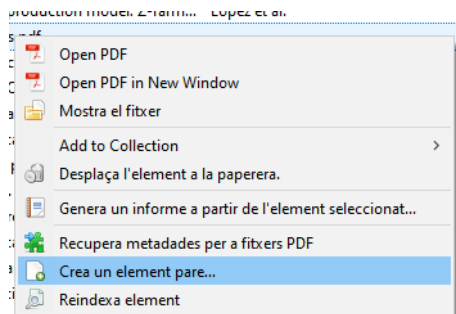 production model: Z-farm... Lopez et al.
s.pdf
Open PDF
Open PDF in New Window
Mostra el fitxer
Add to Collection
Desplaça l'element a la paperera.
Genera un informe a partir de l'element seleccionat...
Recupera metadades per a fitxers PDF
Crea un element pare...
Reindexa element